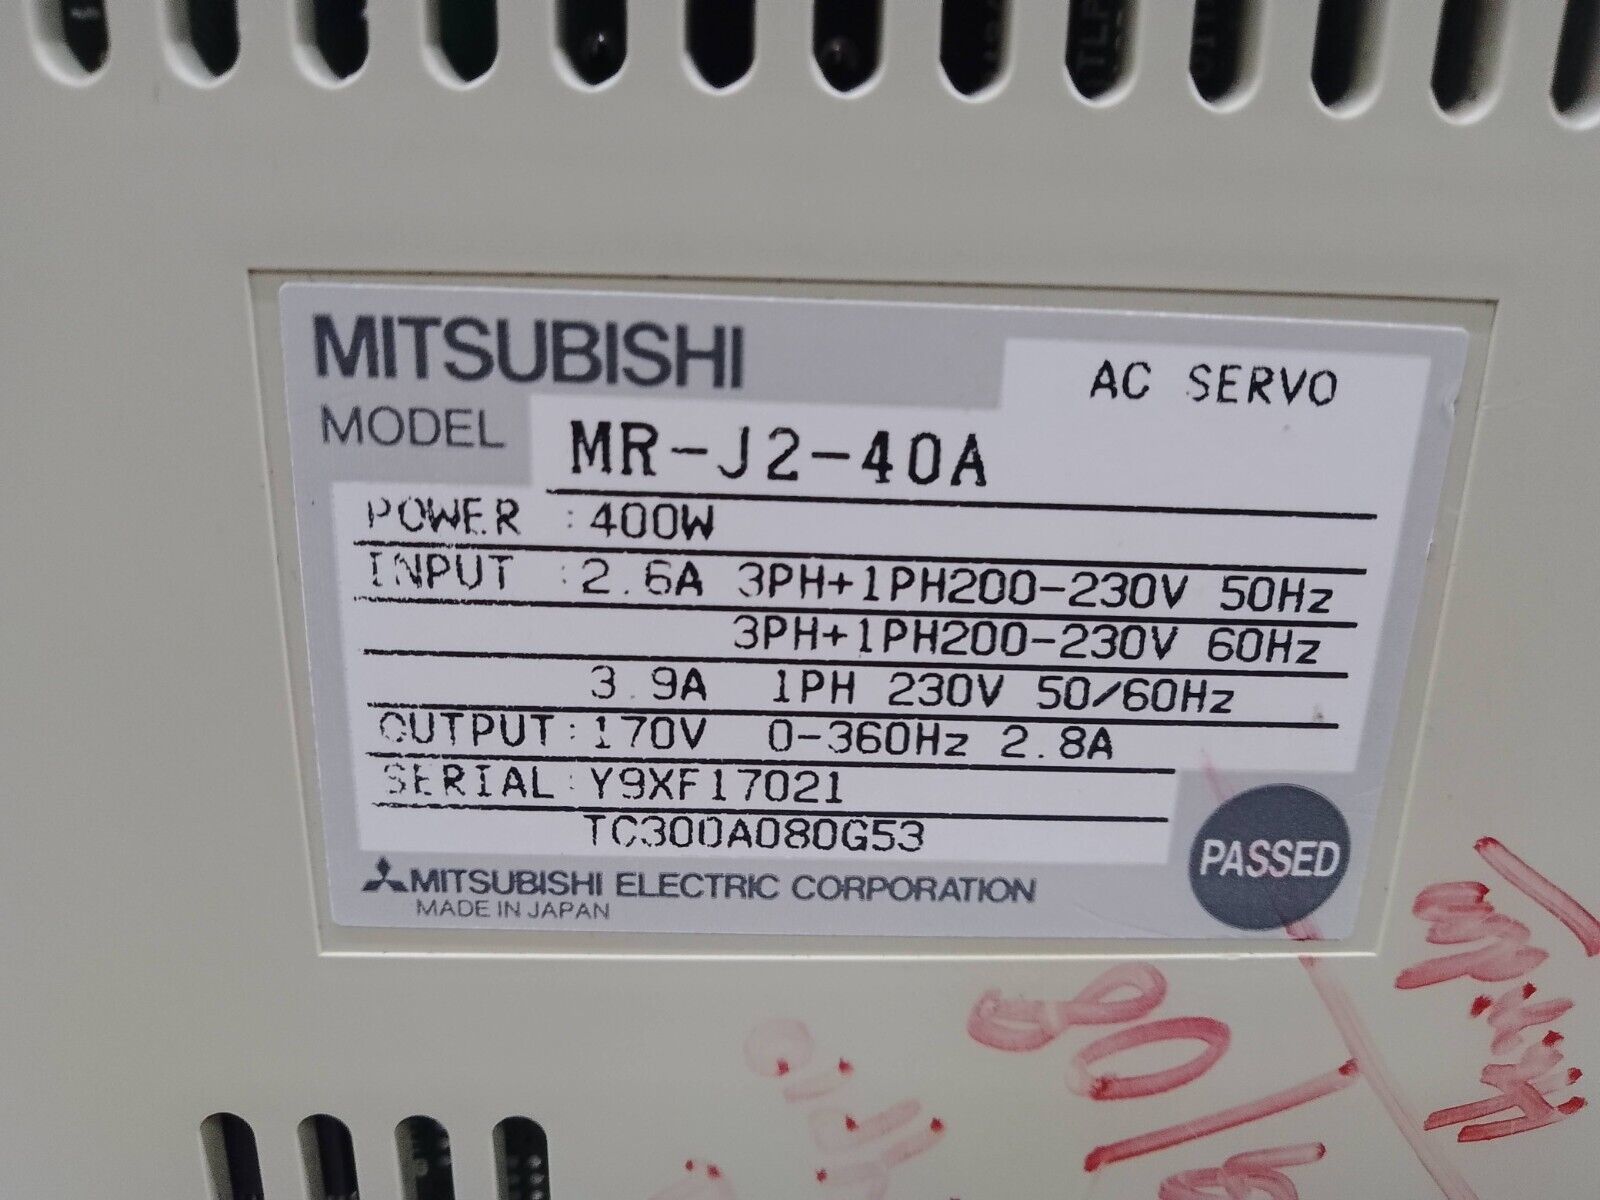 MITSUBISHI
AC SERVO
MODEL MR-J2-40A
POWER : 400W
INPUT : 2.6A 3PH+1PH200-230V 50Hz
3PH+1PH200-230V 60Hz
3.9A 1PH 230V 50/60Hz
OUTPUT : 170V 0-360Hz 2.8A
SERIAL : Y9XF17021
TC300A080G53
PASSED
MITSUBISHI ELECTRIC CORPORATION
MADE IN JAPAN